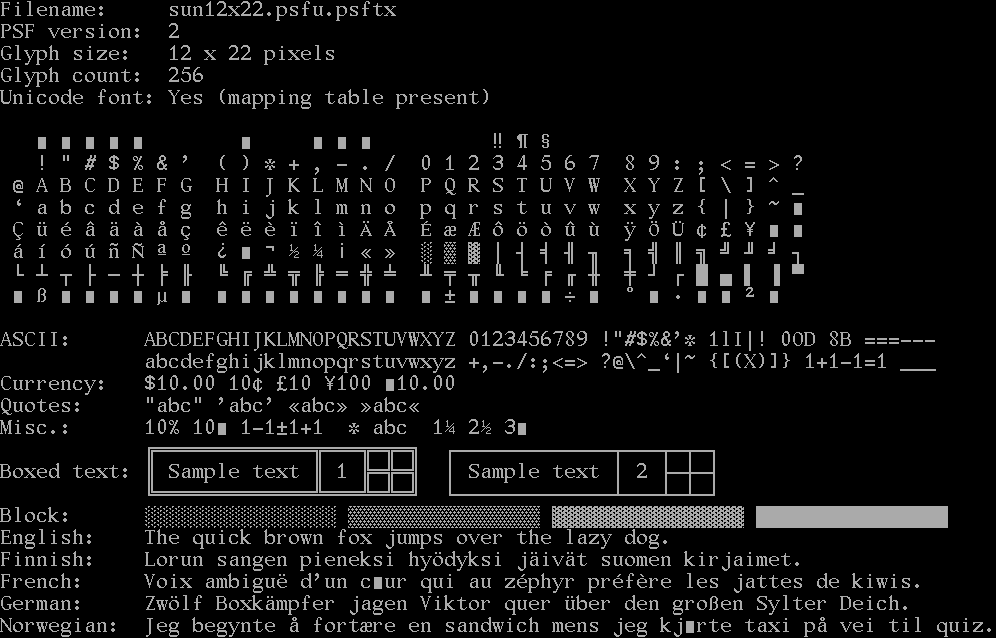 Filename:     sun12x22.psfu.psftx
PSF version:  2
Glyph size:   12 x 22 pixels
Glyph count:  256
Unicode font: Yes (mapping table present)
■ ■ ■ ■ ■ ■ ■ ■ ■ ‼ ¶ §
! " # $ % & ’ ( ) * + , - . / 0 1 2 3 4 5 6 7 8 9 : ; < = > ?
@ A B C D E F G H I J K L M N O P Q R S T U V W X Y Z [ \ ] ^ _
‘ a b c d e f g h i j k l m n o p q r s t u v w x y z { | } ~ ■
Ç ü é â ä à å ç ê ë è ï î ì Ä Å É æ Æ ô ö ò û ù ÿ Ö Ü ¢ £ ¥ ■ ■
á í ó ú ñ Ñ ª º ¿ ■ ¬ ½ ¼ ¡ « » ░ ▒ ▓ │ ┤ ╡ ╢ ╖ ╕ ╣ ║ ╗ ╝ ╜ ╛ ┐
└ ┴ ┬ ├ ─ ┼ ╞ ╟ ╚ ╔ ╩ ╦ ╠ ═ ╬ ╧ ╨ ╤ ╥ ╙ ╘ ╒ ╓ ╫ ╪ ┘ ┌ █ ▄ ▌ ▐ ▀
■ ß ■ ■ ■ ■ µ ■ ■ ■ ■ ■ ■ ■ ■ ■ ■ ± ■ ■ ■ ■ ÷ ■ ° ■ · ■ ■ ² ■
ASCII:      ABCDEFGHIJKLMNOPQRSTUVWXYZ 0123456789 !"#$%&’* 1lI|! 0OD 8B ===---
abcdefghijklmnopqrstuvwxyz +,-./:;<=> ?@\^_‘|~ {[(X)]} 1+1-1=1 ___
Currency:   $10.00 10¢ £10 ¥100 ■10.00
Quotes:     "abc" ’abc’ «abc» »abc«
Misc.:      10% 10■ 1-1±1+1  * abc  1¼ 2½ 3■
Boxed text: Sample text 1 Sample text 2
Block:
English:    The quick brown fox jumps over the lazy dog.
Finnish:    Lorun sangen pieneksi hyödyksi jäivät suomen kirjaimet.
French:     Voix ambiguë d’un c■ur qui au zéphyr préfère les jattes de kiwis.
German:     Zwölf Boxkämpfer jagen Viktor quer über den großen Sylter Deich.
Norwegian:  Jeg begynte å fortære en sandwich mens jeg kj■rte taxi på vei til quiz.